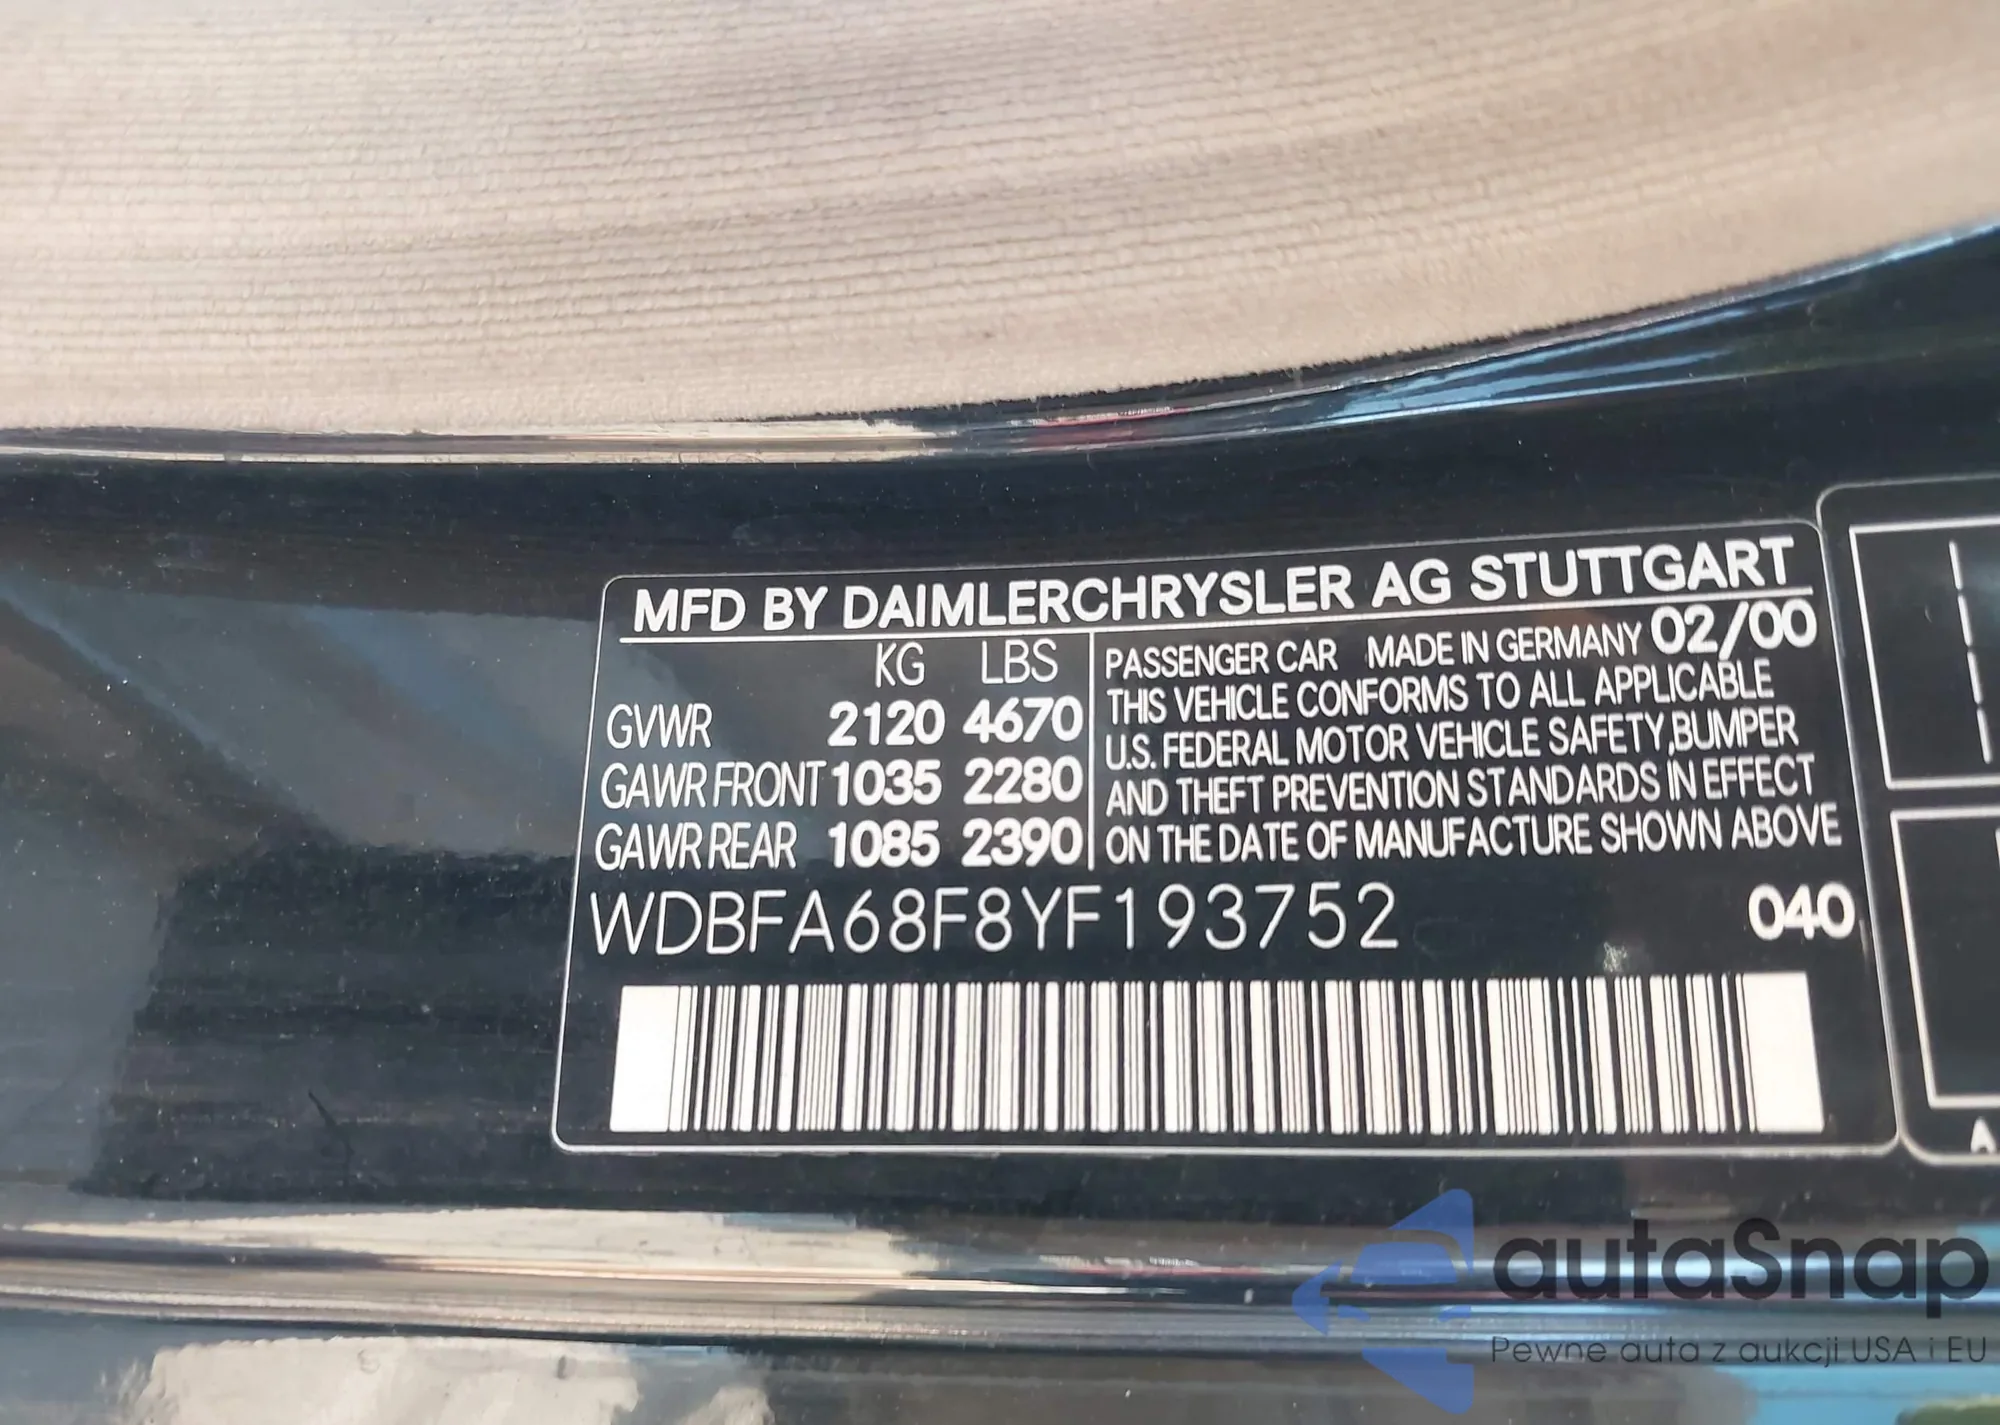 MFD BY DAIMLERCHRYSLER AG STUTTGART
KG LBS
GVWR 2120 4670
GAWR FRONT 1035 2280
GAWR REAR 1085 2390
PASSENGER CAR MADE IN GERMANY 02/00
THIS VEHICLE CONFORMS TO ALL APPLICABLE
U.S. FEDERAL MOTOR VEHICLE SAFETY,BUMPER
AND THEFT PREVENTION STANDARDS IN EFFECT
ON THE DATE OF MANUFACTURE SHOWN ABOVE
WDBFA68F8YF193752 040
autaSnap
Pewne auta z aukcji USA i EU